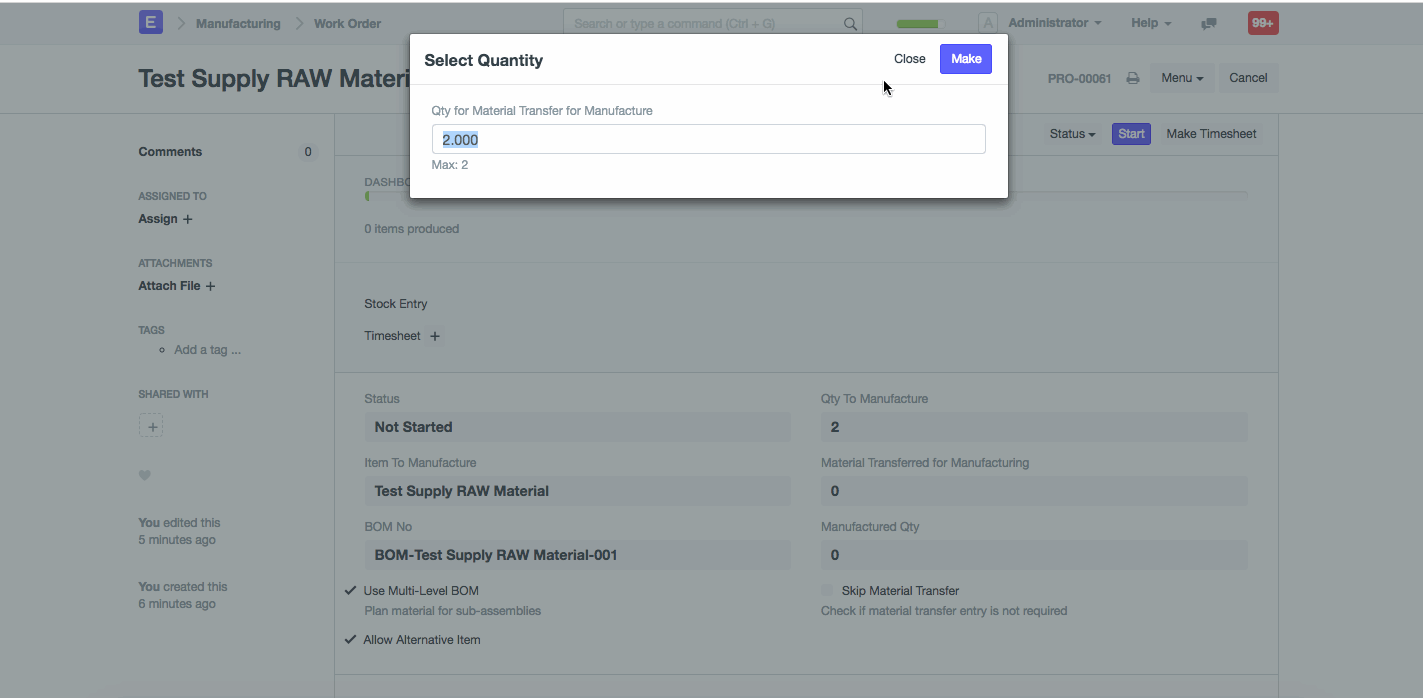 E Manufacturing Work Order Search or type a command (Ctrl + G) A Administrator Help 99+
Select Quantity Close Make
Test Supply RAW Materi PRO-00061 Menu Cancel
Qty for Material Transfer for Manufacture
2.000
Max: 2
Status Start Make Timesheet
Comments 0
ASSIGNED TO
Assign +
ATTACHMENTS
Attach File +
TAGS
Add a tag ...
SHARED WITH
+
You edited this
5 minutes ago
You created this
6 minutes ago
DASHBO
0 items produced
Stock Entry
Timesheet +
Status
Not Started
Item To Manufacture
Test Supply RAW Material
BOM No
BOM-Test Supply RAW Material-001
Use Multi-Level BOM
Plan material for sub-assemblies
Allow Alternative Item
Qty To Manufacture
2
Material Transferred for Manufacturing
0
Manufactured Qty
0
Skip Material Transfer
Check if material transfer entry is not required